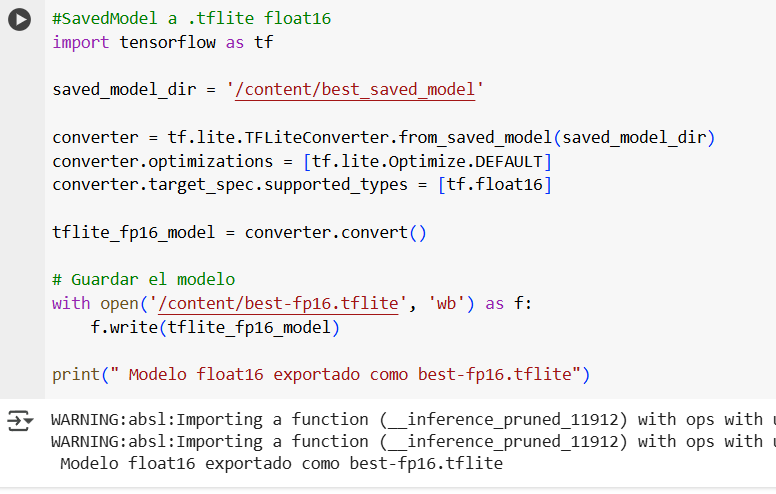 #SavedModel a .tflite float16
import tensorflow as tf
saved_model_dir = '/content/best_saved_model'
converter = tf.lite.TFLiteConverter.from_saved_model(saved_model_dir)
converter.optimizations = [tf.lite.Optimize.DEFAULT]
converter.target_spec.supported_types = [tf.float16]
tflite_fp16_model = converter.convert()
# Guardar el modelo
with open('/content/best-fp16.tflite', 'wb') as f:
    f.write(tflite_fp16_model)
print(" Modelo float16 exportado como best-fp16.tflite")
WARNING:absl:Importing a function (__inference_pruned_11912) with ops with
WARNING:absl:Importing a function (__inference_pruned_11912) with ops with
 Modelo float16 exportado como best-fp16.tflite